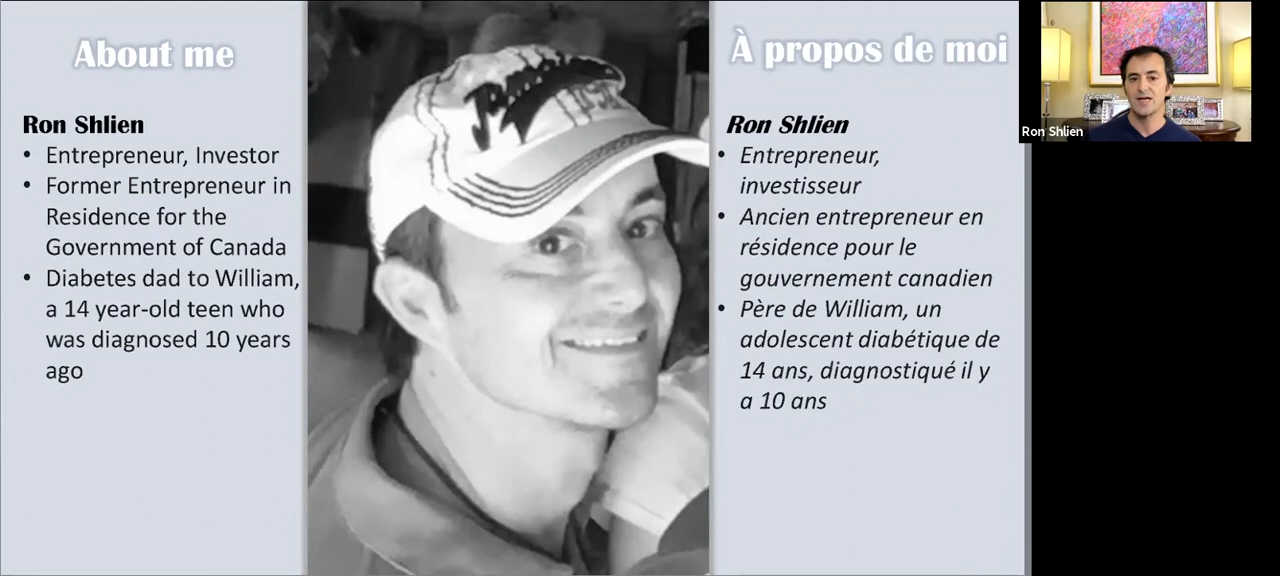 About me
Ron Shlien
• Entrepreneur, Investor
• Former Entrepreneur in
Residence for the
Government of Canada
• Diabetes dad to William,
a 14 year-old teen who
was diagnosed 10 years
ago
À propos de moi
Ron Shlien
• Entrepreneur,
investisseur
• Ancien entrepreneur en
résidence pour le
gouvernement canadien
• Père de William, un
adolescent diabétique de
14 ans, diagnostiqué il y
a 10 ans
Ron Shlien